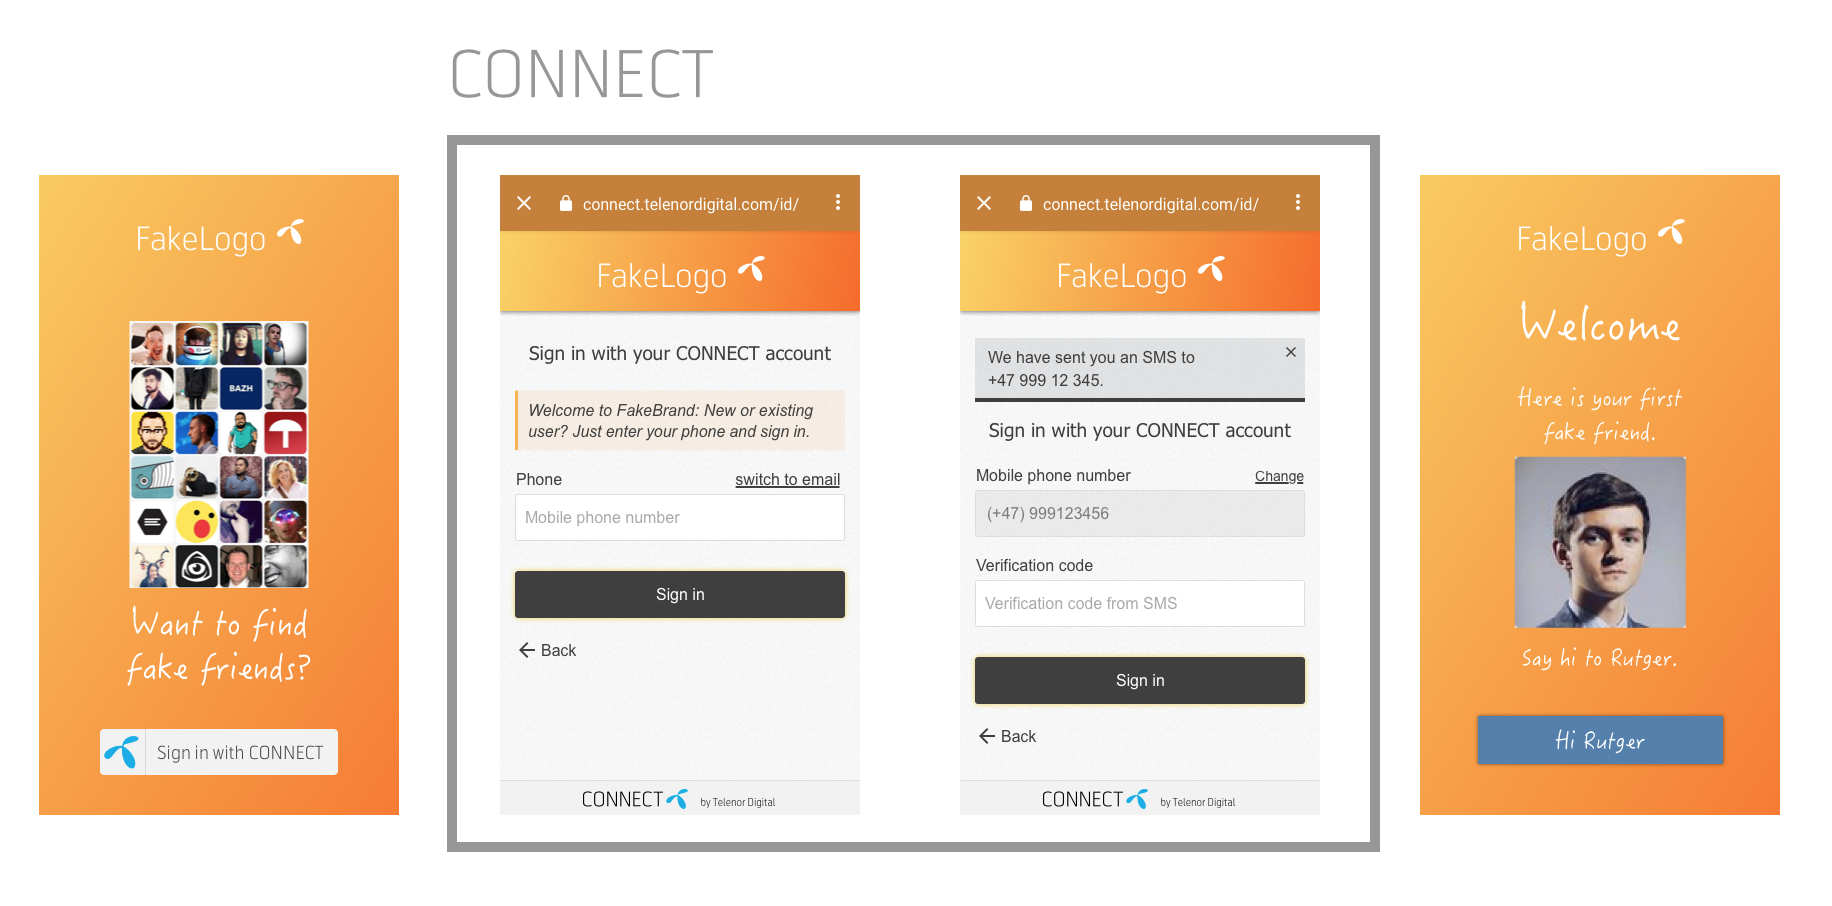 CONNECT
FakeLogo
BAZH
Want to find
fake friends?
Sign in with CONNECT
connect.telenordigital.com/id/
FakeLogo
Sign in with your CONNECT account
Welcome to FakeBrand: New or existing
user? Just enter your phone and sign in.
Phone switch to email
Mobile phone number
Sign in
Back
CONNECT by Telenor Digital
connect.telenordigital.com/id/
FakeLogo
We have sent you an SMS to
+47 999 12 345.
Sign in with your CONNECT account
Mobile phone number Change
(+47) 999123456
Verification code
Verification code from SMS
Sign in
Back
CONNECT by Telenor Digital
FakeLogo
Welcome
Here is your first
fake friend.
Say hi to Rutger.
Hi Rutger